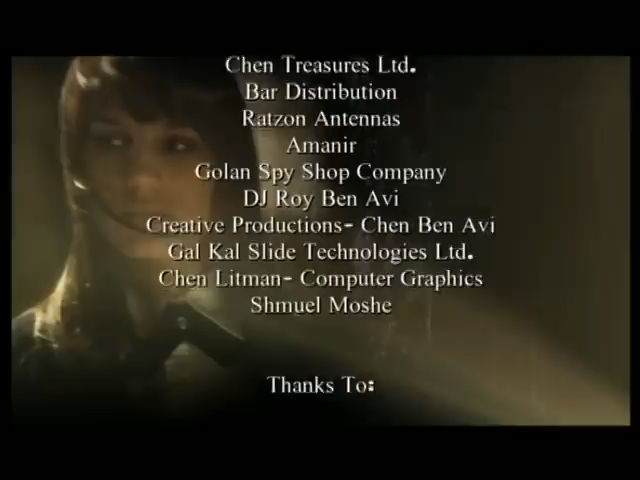 Chen Treasures Ltd.
Bar Distribution
Ratzon Antennas
Amanir
Golan Spy Shop Company
DJ Roy Ben Avi
Creative Productions- Chen Ben Avi
Gal Kal Slide Technologies Ltd.
Chen Litman- Computer Graphics
Shmuel Moshe
Thanks To: